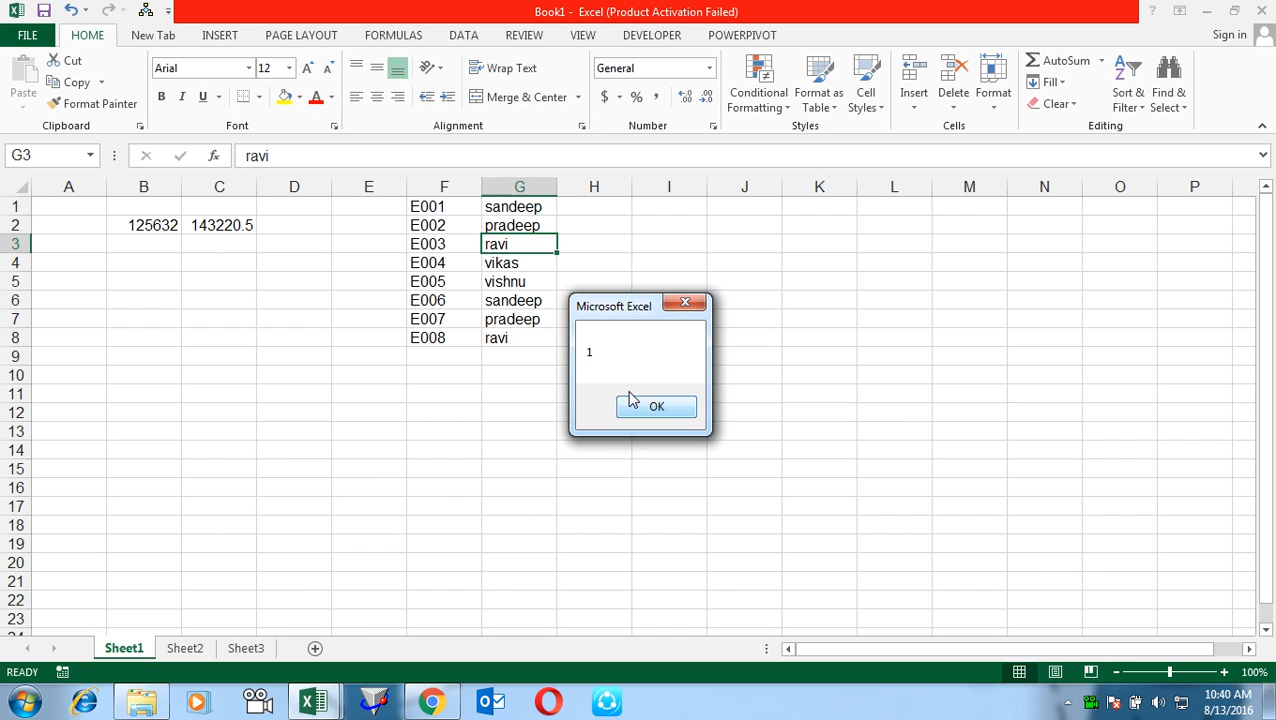 Book1 - Excel (Product Activation Failed)
FILE HOME New Tab INSERT PAGE LAYOUT FORMULAS DATA REVIEW VIEW DEVELOPER POWERPIVOT Sign in
Paste Cut Copy Format Painter
Clipboard
Arial 12
B I U A
Font
Wrap Text
Merge & Center
Alignment
General
$ % ,
Number
Conditional Formatting
Format as Table
Cell Styles
Styles
Insert Delete Format
Cells
AutoSum
Fill
Clear
Sort & Filter
Find & Select
Editing
G3 fx ravi
A B C D E F G H I J K L M N O P
1 E001 sandeep
2 125632 143220.5 E002 pradeep
3 E003 ravi
4 E004 vikas
5 E005 vishnu
6 E006 sandeep
7 E007 pradeep
8 E008 ravi
9
10
11
12
13
14
15
16
17
18
19
20
21
22
23
24
Microsoft Excel
1
OK
Sheet1 Sheet2 Sheet3
READY 100%
10:40 AM
8/13/2016